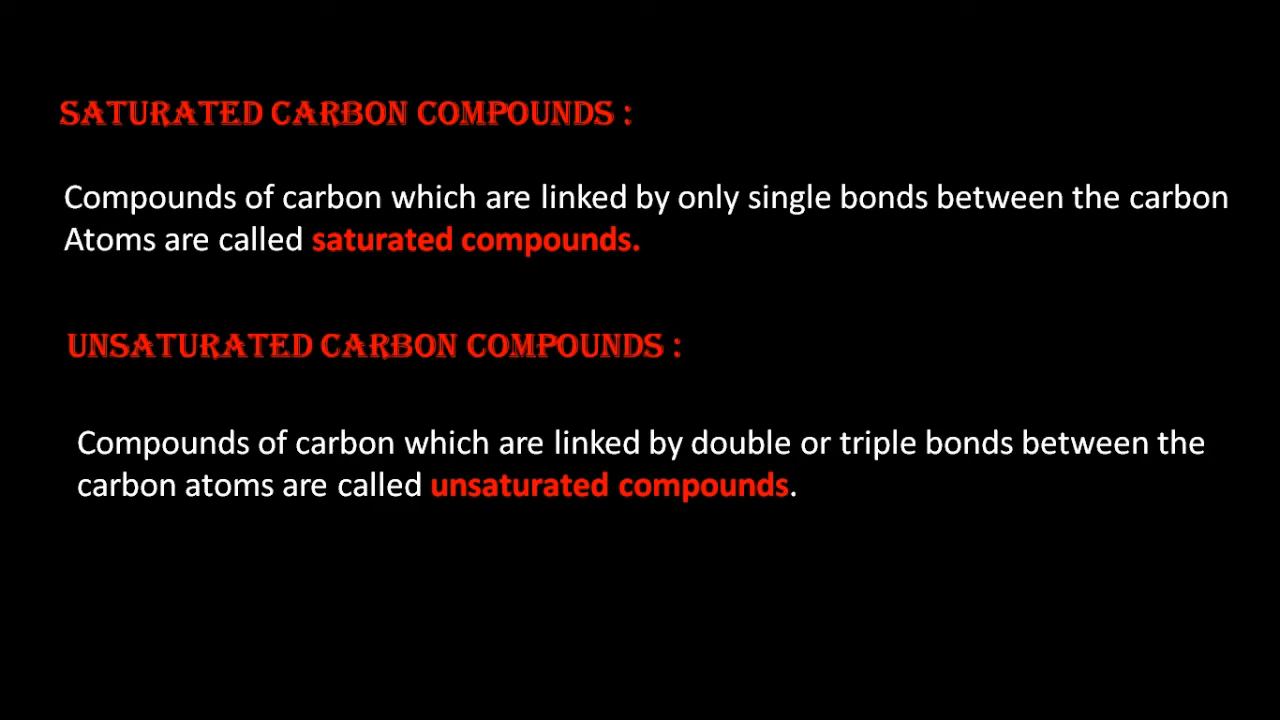 SATURATED CARBON COMPOUNDS :
Compounds of carbon which are linked by only single bonds between the carbon
Atoms are called saturated compounds.
UNSATURATED CARBON COMPOUNDS :
Compounds of carbon which are linked by double or triple bonds between the
carbon atoms are called unsaturated compounds.